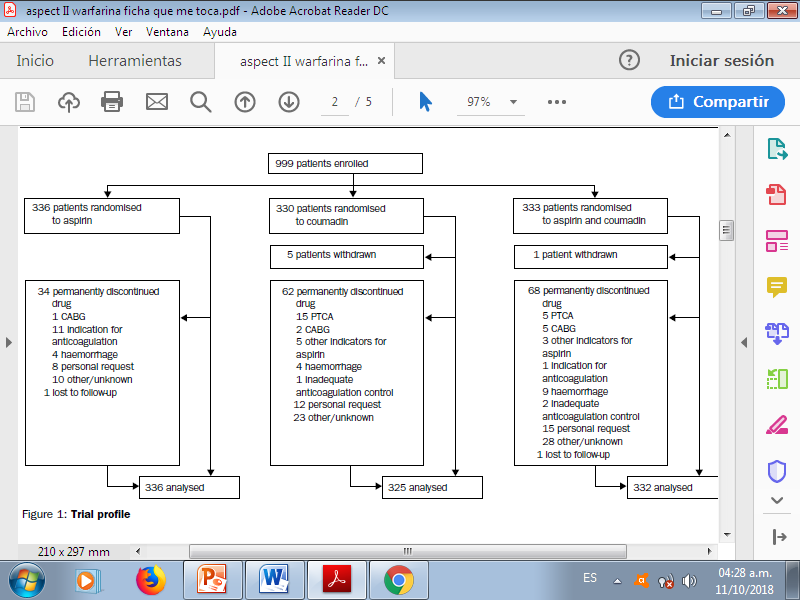 aspect II warfarina ficha que me toca.pdf - Adobe Acrobat Reader DC
Archivo Edición Ver Ventana Ayuda
Inicio Herramientas aspect II warfarina f... × ? Iniciar sesión
2 / 5 97% Compartir
999 patients enrolled
336 patients randomised
to aspirin
330 patients randomised
to coumadin
333 patients randomised
to aspirin and coumadin
5 patients withdrawn
1 patient withdrawn
34 permanently discontinued
drug
1 CABG
11 indication for
anticoagulation
4 haemorrhage
8 personal request
10 other/unknown
1 lost to follow-up
62 permanently discontinued
drug
15 PTCA
2 CABG
5 other indicators for
aspirin
4 haemorrhage
1 inadequate
anticoagulation control
12 personal request
23 other/unknown
68 permanently discontinued
drug
5 PTCA
5 CABG
3 other indicators for
aspirin
1 indication for
anticoagulation
9 haemorrhage
2 inadequate
anticoagulation control
15 personal request
28 other/unknown
1 lost to follow-up
336 analysed
325 analysed
332 analysed
Figure 1: Trial profile
210 x 297 mm
ES 04:28 a.m.
11/10/2018